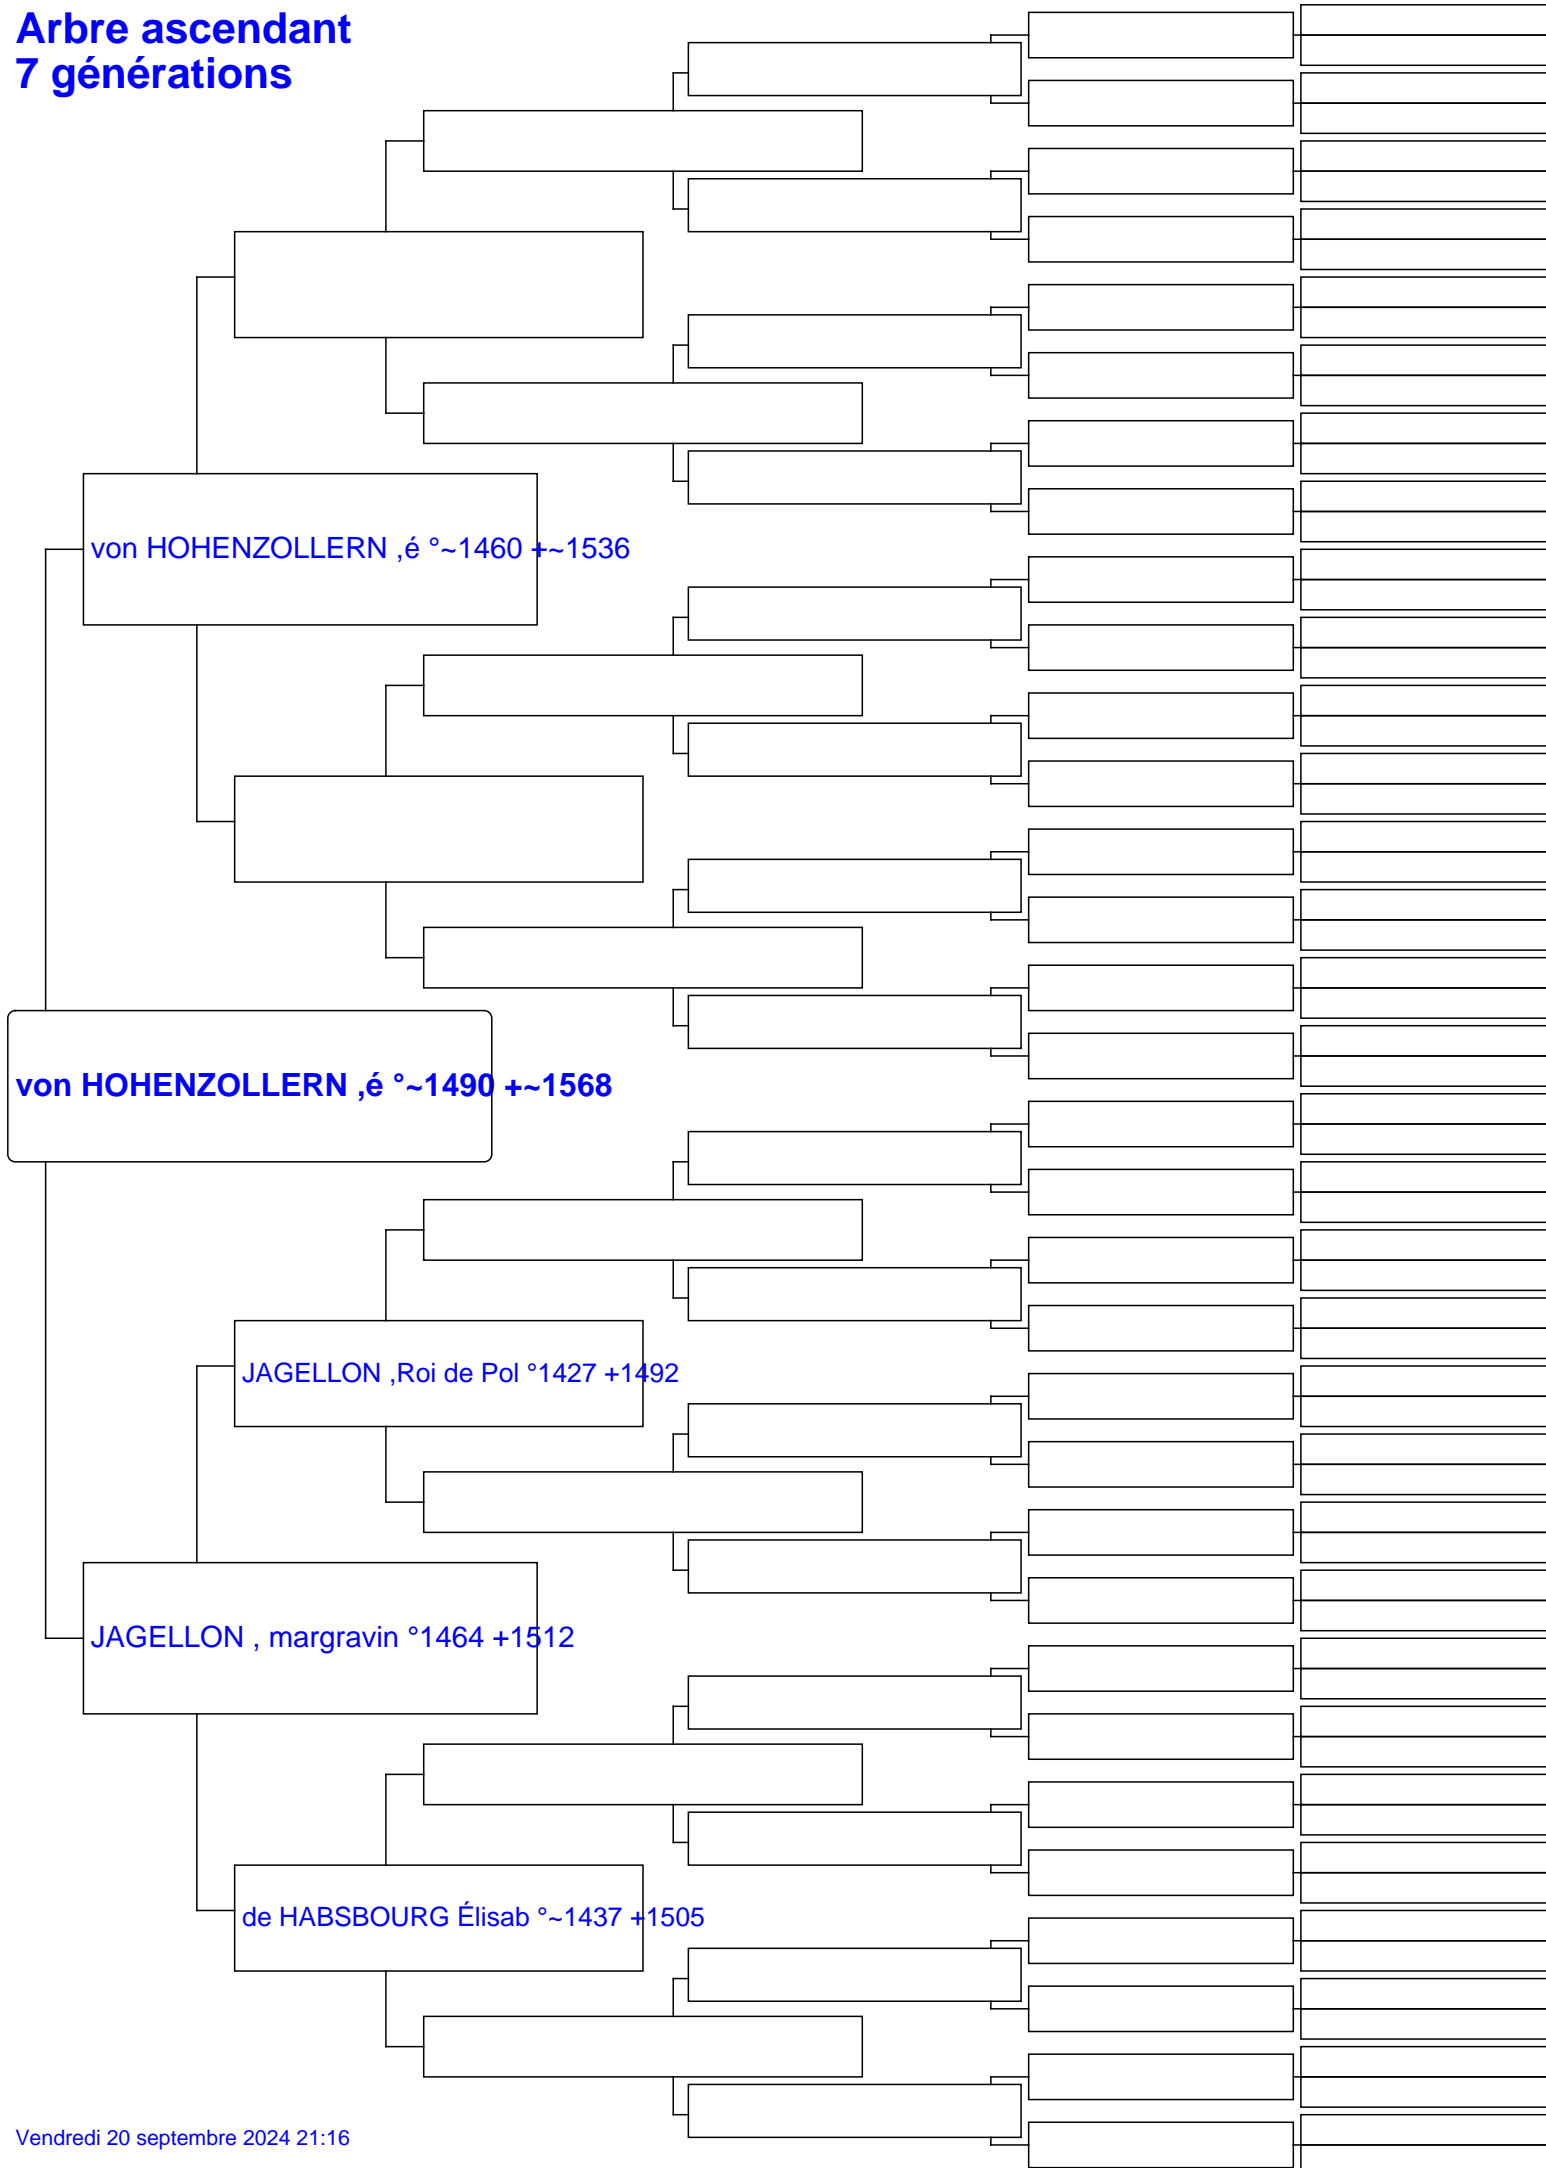 Arbre ascendant
7 générations
von HOHENZOLLERN ,é °~1460 +~1536
von HOHENZOLLERN ,é °~1490 +~1568
JAGELLON ,Roi de Pol °1427 +1492
JAGELLON , margravin °1464 +1512
de HABSBOURG Élisab °~1437 +1505
Vendredi 20 septembre 2024 21:16